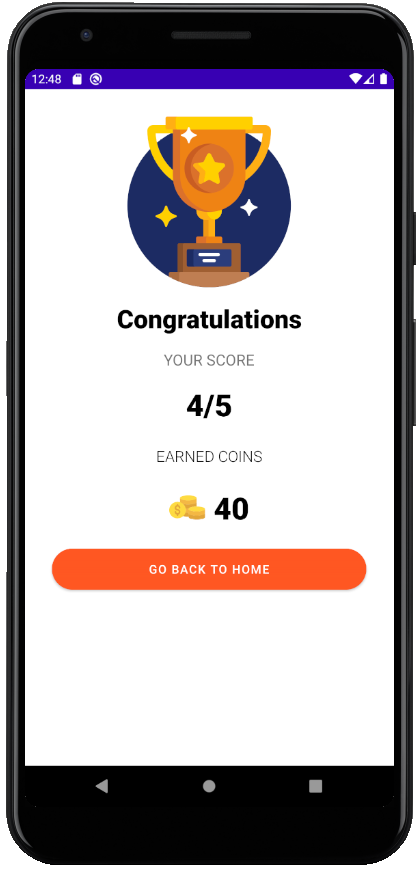 12:48
Congratulations
YOUR SCORE
4/5
EARNED COINS
$ 40
GO BACK TO HOME